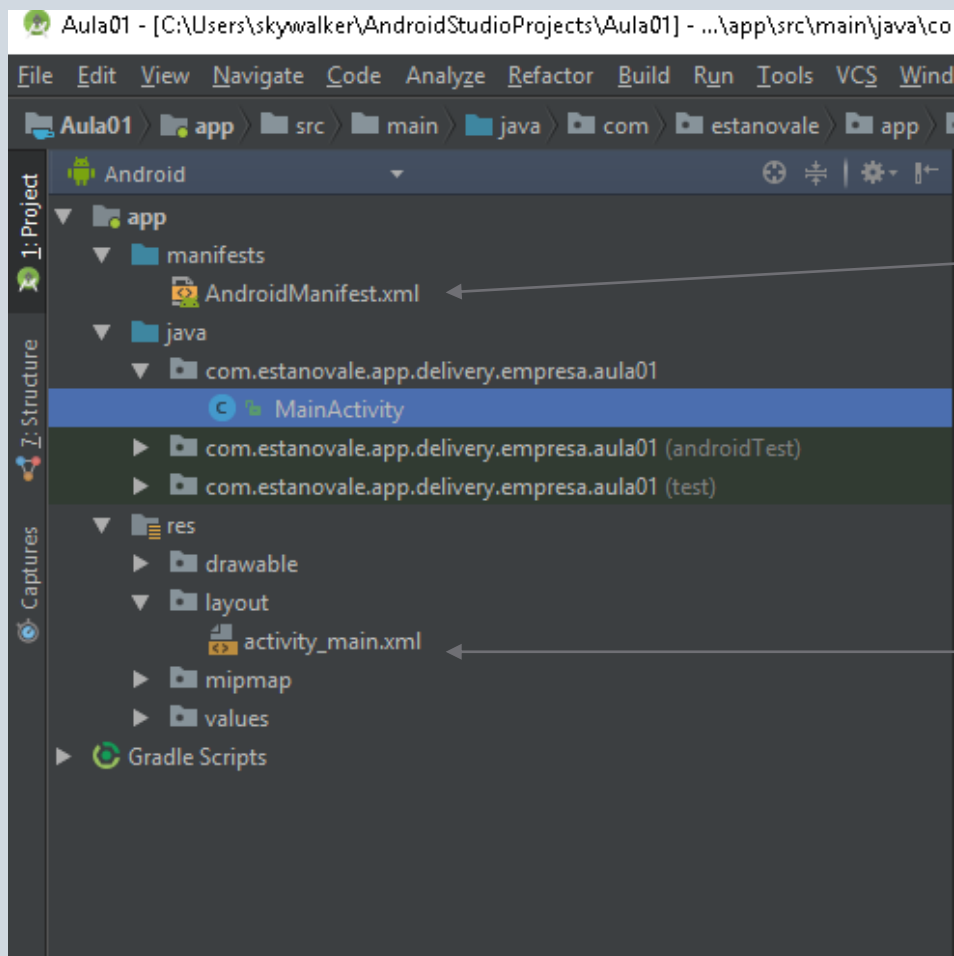 Aula01 - [C:\Users\skywalker\AndroidStudioProjects\Aula01] - ...\app\src\main\java\co
File Edit View Navigate Code Analyze Refactor Build Run Tools VCS Wind
Aula01 app src main java com estanovale app
1: Project
Android
app
manifests
AndroidManifest.xml
java
com.estanovale.app.delivery.empresa.aula01
MainActivity
com.estanovale.app.delivery.empresa.aula01 (androidTest)
com.estanovale.app.delivery.empresa.aula01 (test)
res
drawable
layout
activity_main.xml
mipmap
values
Gradle Scripts
7: Structure
Captures